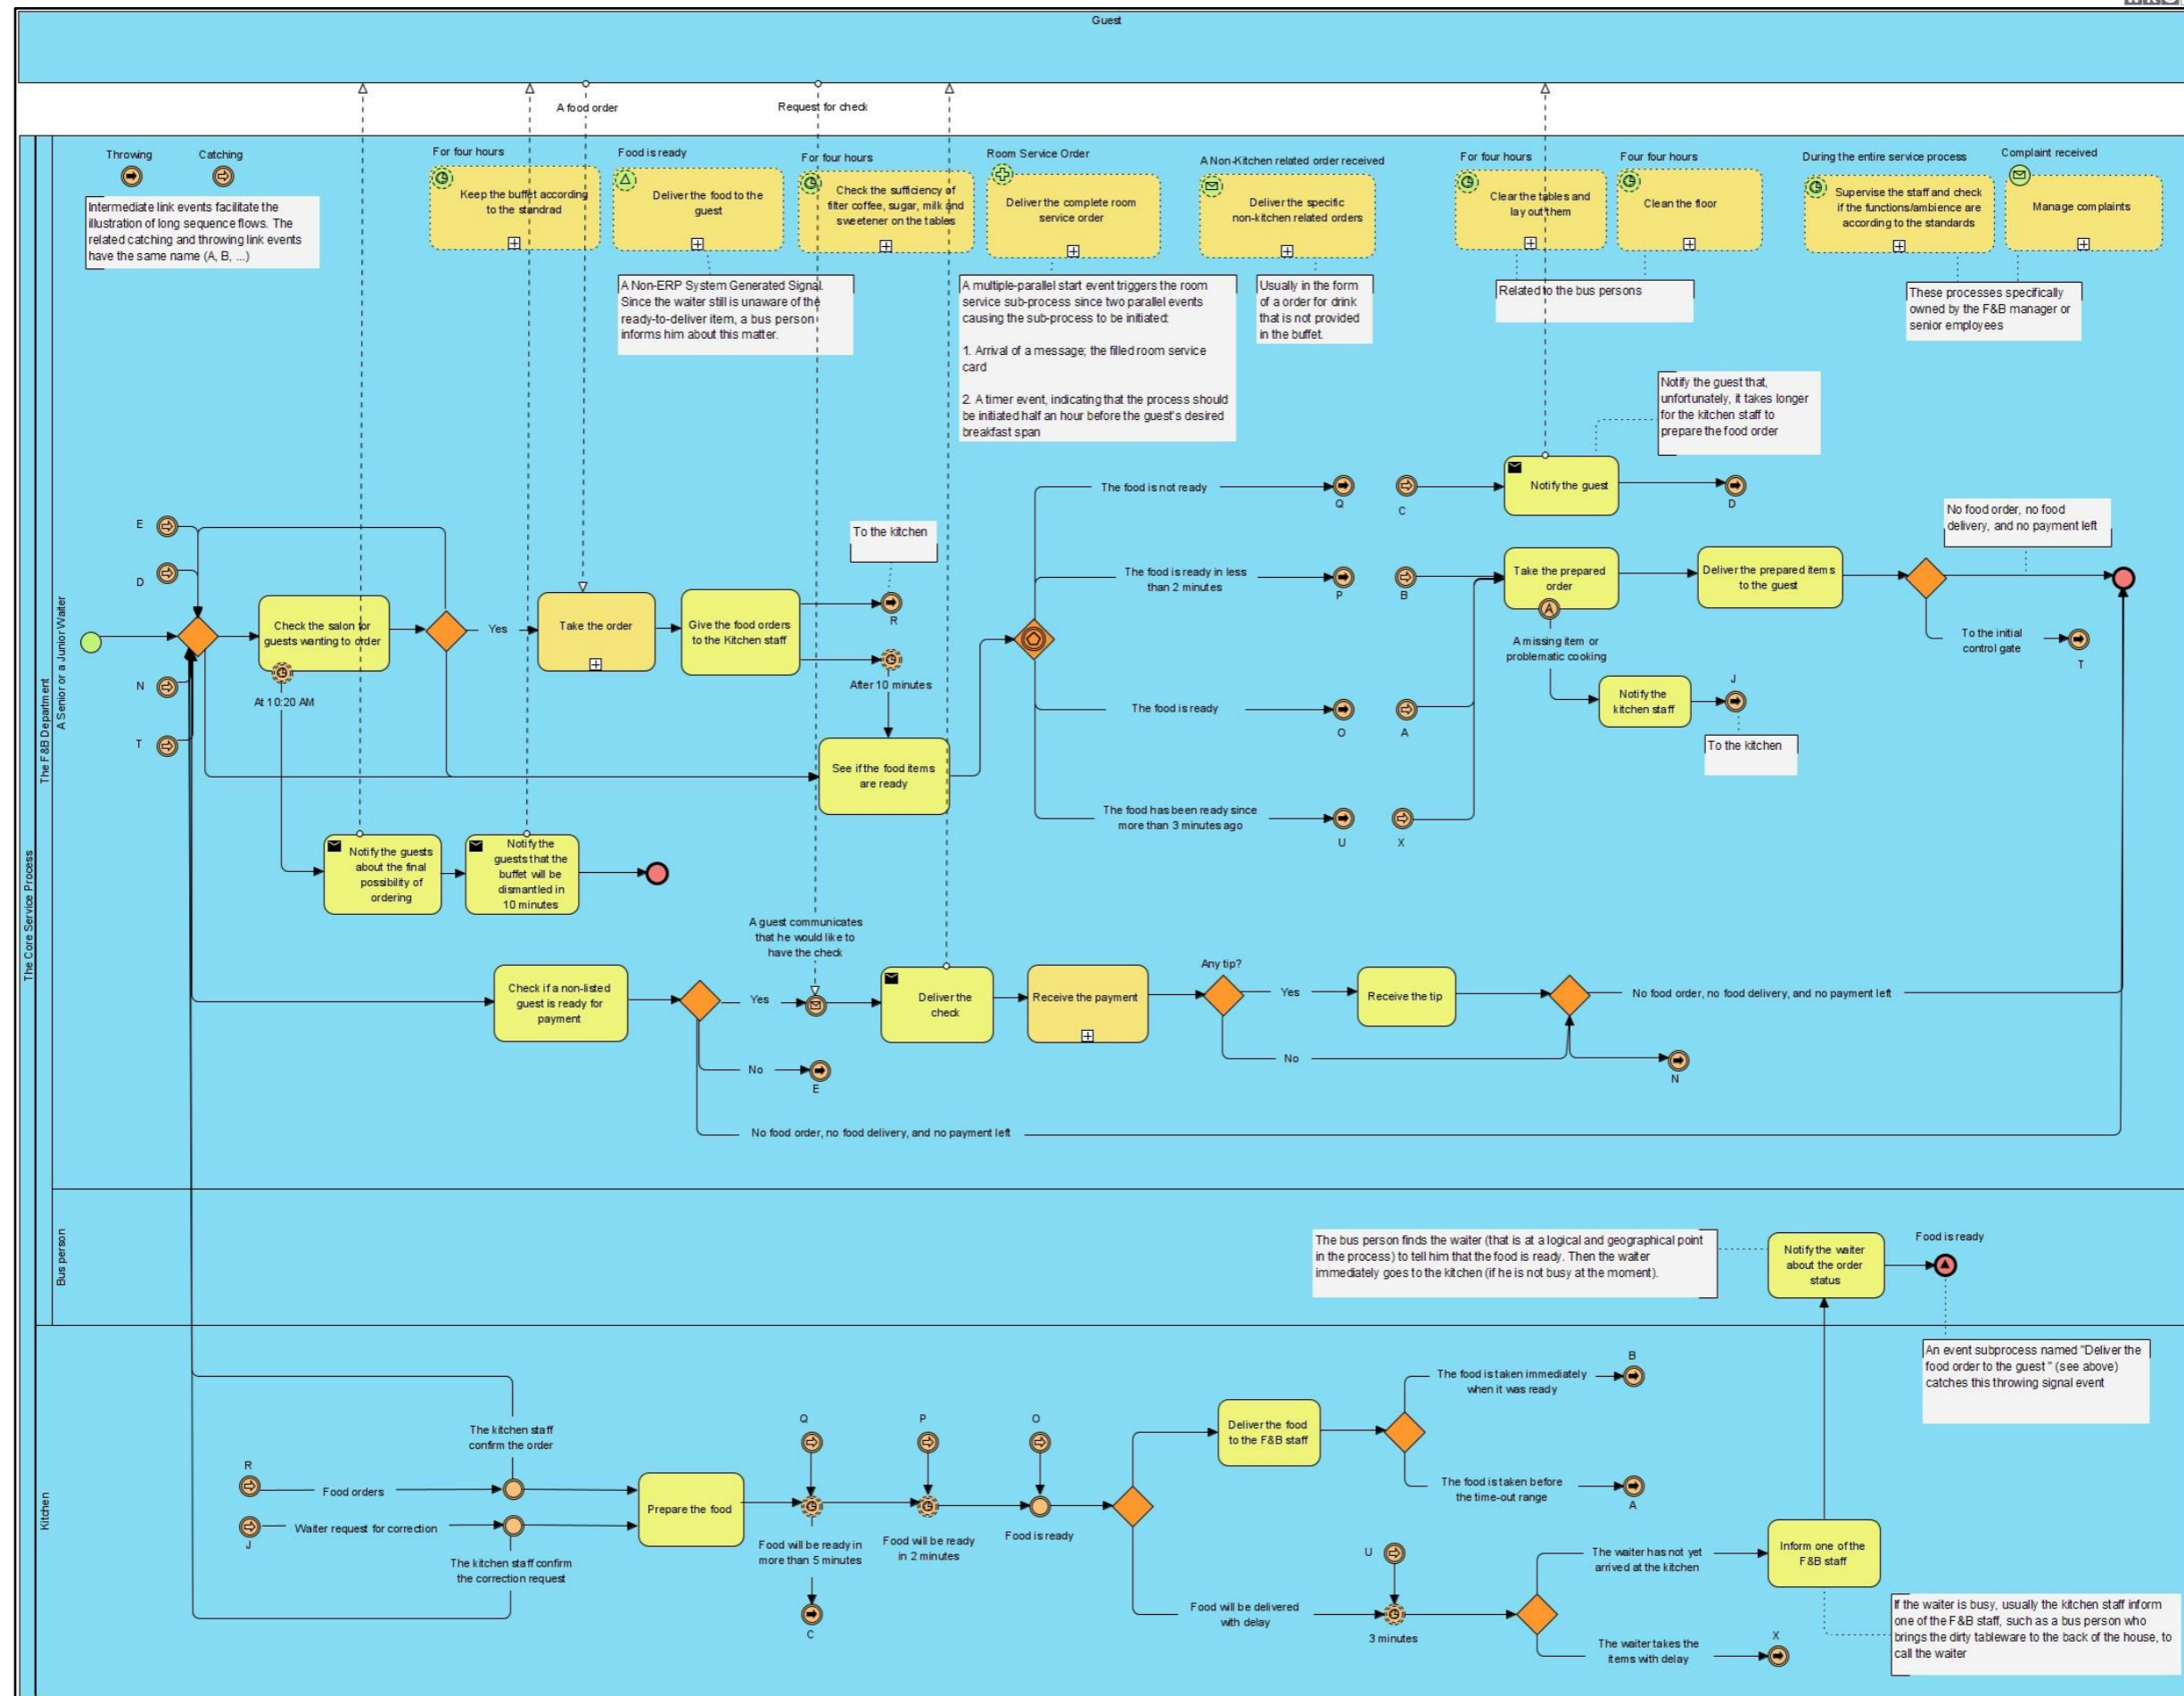 Guest
A food order
Request for check
The Core Service Process
The F&B Department
A Senior or a Junior Waiter
Throwing
Catching
Intermediate link events facilitate the
illustration of long sequence flows. The
related catching and throwing link events
have the same name (A, B, ...)
For four hours
Keep the buffet according
to the standrad
Food is ready
Deliver the food to the
guest
A Non-ERP System Generated Signal.
Since the waiter still is unaware of the
ready-to-deliver item, a bus person
informs him about this matter.
For four hours
Check the sufficiency of
filter coffee, sugar, milk and
sweetener on the tables
Room Service Order
Deliver the complete room
service order
A multiple-parallel start event triggers the room
service sub-process since two parallel events
causing the sub-process to be initiated:
1. Arrival of a message; the filled room service
card
2. A timer event, indicating that the process should
be initiated half an hour before the guest's desired
breakfast span
A Non-Kitchen related order received
Deliver the specific
non-kitchen related orders
Usually in the form
of a order for drink
that is not provided
in the buffet.
For four hours
Clear the tables and
lay out them
Four four hours
Clean the floor
Related to the bus persons
During the entire service process
Supervise the staff and check
if the functions/ambience are
according to the standards
Complaint received
Manage complaints
These processes specifically
owned by the F&B manager or
senior employees
Notify the guest that,
unfortunately, it takes longer
for the kitchen staff to
prepare the food order
E
D
N
T
Check the salon for
guests wanting to order
At 10:20 AM
Yes
Take the order
Give the food orders
to the Kitchen staff
To the kitchen
R
After 10 minutes
See if the food items
are ready
The food is not ready
Q
The food is ready in less
than 2 minutes
P
The food is ready
O
The food has been ready since
more than 3 minutes ago
U
C
Notify the guest
D
B
A
X
Take the prepared
order
A
A missing item or
problematic cooking
Notify the
kitchen staff
J
To the kitchen
Deliver the prepared items
to the guest
No food order, no food
delivery, and no payment left
To the initial
control gate
T
Notify the guests
about the final
possibility of
ordering
Notify the
guests that the
buffet will be
dismantled in
10 minutes
A guest communicates
that he would like to
have the check
Check if a non-listed
guest is ready for
payment
Yes
No
E
Deliver the
check
Receive the payment
Any tip?
Yes
Receive the tip
No
No food order, no food delivery, and no payment left
N
No food order, no food delivery, and no payment left
Bus person
The bus person finds the waiter (that is at a logical and geographical point
in the process) to tell him that the food is ready. Then the waiter
immediately goes to the kitchen (if he is not busy at the moment).
Notify the waiter
about the order
status
Food is ready
An event subprocess named "Deliver the
food order to the guest " (see above)
catches this throwing signal event
Kitchen
The kitchen staff
confirm the order
R
Food orders
J
Waiter request for correction
The kitchen staff confirm
the correction request
Prepare the food
Q
Food will be ready in
more than 5 minutes
C
P
Food will be ready
in 2 minutes
O
Food is ready
Deliver the food
to the F&B staff
The food is taken immediately
when it was ready
B
The food is taken before
the time-out range
A
Food will be delivered
with delay
U
3 minutes
The waiter has not yet
arrived at the kitchen
The waiter takes the
items with delay
X
Inform one of the
F&B staff
If the waiter is busy, usually the kitchen staff inform
one of the F&B staff, such as a bus person who
brings the dirty tableware to the back of the house, to
call the waiter